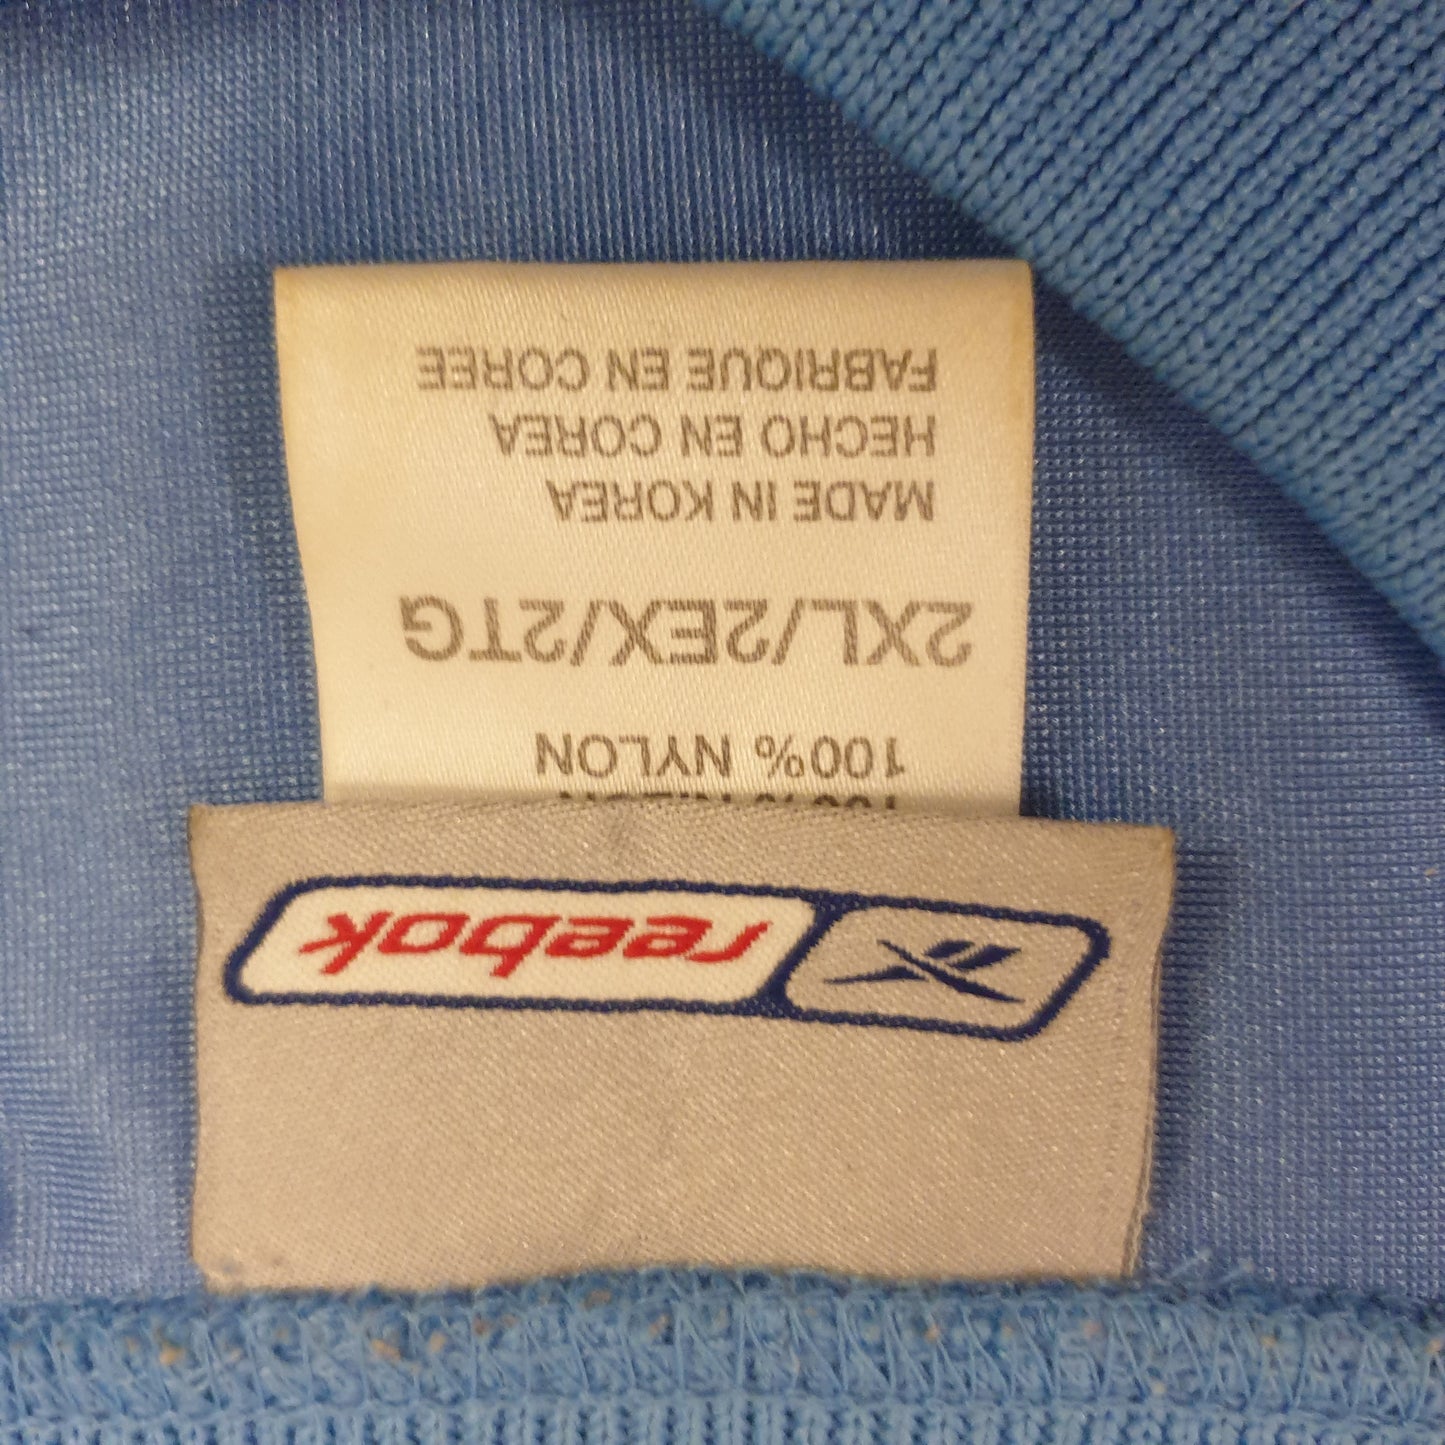 reebok
100% NYLON
2XL/2EX/2TG
MADE IN KOREA
HECHO EN COREA
FABRIQUE EN COREE